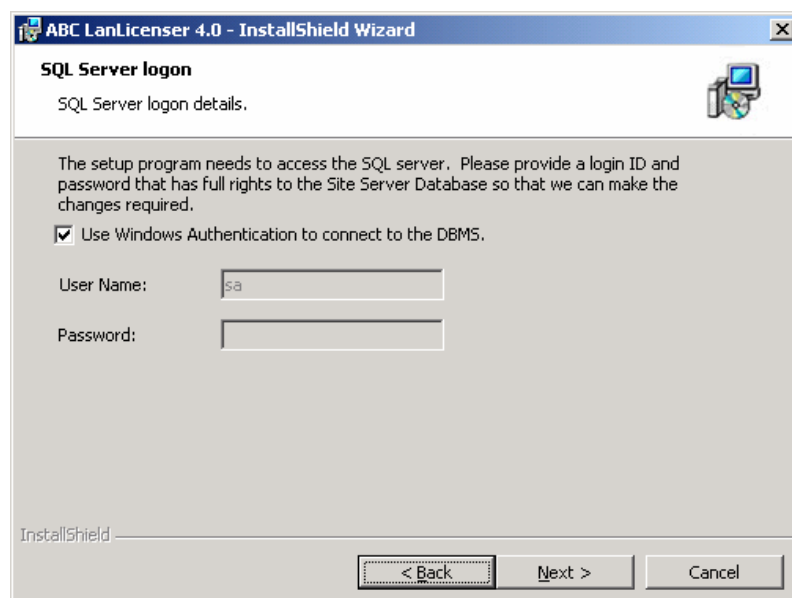 ABC LanLicenser 4.0 - InstallShield Wizard
SQL Server logon
SQL Server logon details.
The setup program needs to access the SQL server. Please provide a login ID and
password that has full rights to the Site Server Database so that we can make the
changes required.
Use Windows Authentication to connect to the DBMS.
User Name:
sa
Password:
InstallShield
< Back
Next >
Cancel